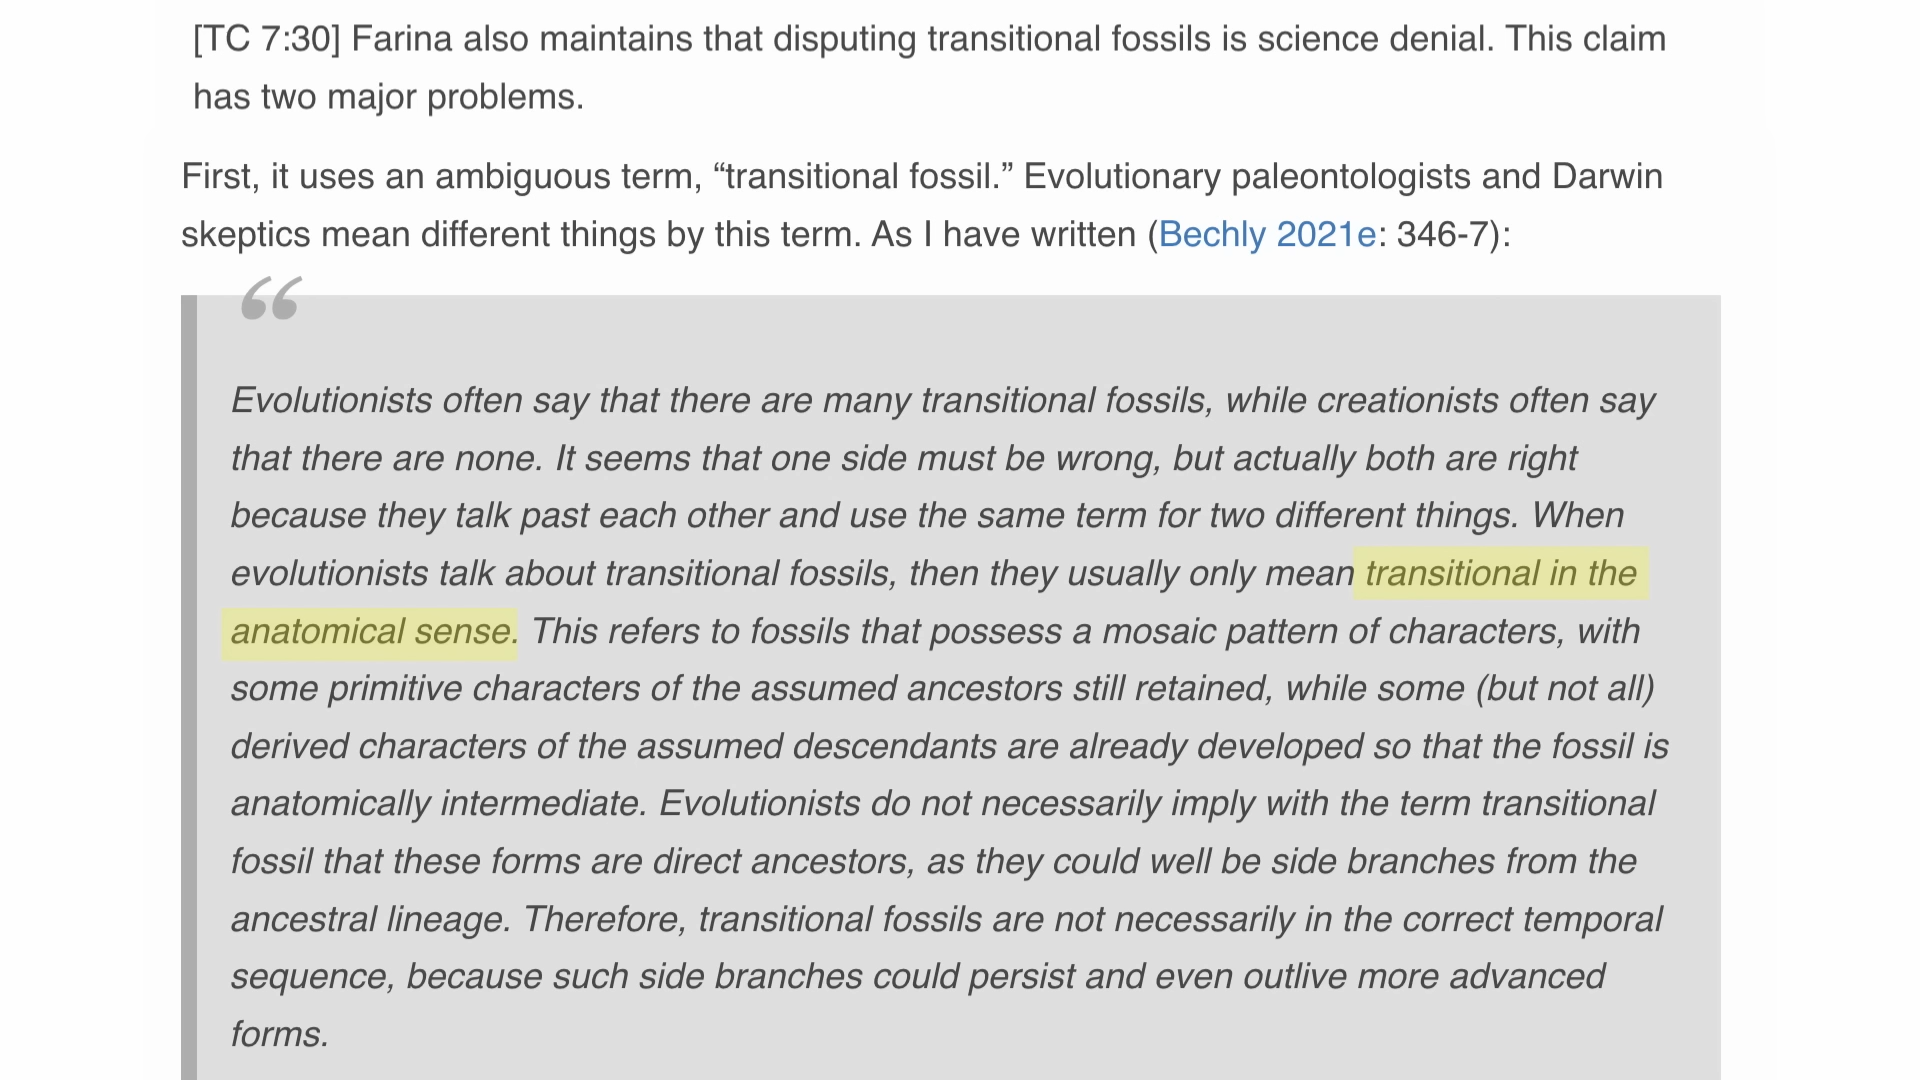 [TC 7:30] Farina also maintains that disputing transitional fossils is science denial. This claim
has two major problems.
First, it uses an ambiguous term, “transitional fossil.” Evolutionary paleontologists and Darwin
skeptics mean different things by this term. As I have written (Bechly 2021e: 346-7):
“
Evolutionists often say that there are many transitional fossils, while creationists often say
that there are none. It seems that one side must be wrong, but actually both are right
because they talk past each other and use the same term for two different things. When
evolutionists talk about transitional fossils, then they usually only mean transitional in the
anatomical sense. This refers to fossils that possess a mosaic pattern of characters, with
some primitive characters of the assumed ancestors still retained, while some (but not all)
derived characters of the assumed descendants are already developed so that the fossil is
anatomically intermediate. Evolutionists do not necessarily imply with the term transitional
fossil that these forms are direct ancestors, as they could well be side branches from the
ancestral lineage. Therefore, transitional fossils are not necessarily in the correct temporal
sequence, because such side branches could persist and even outlive more advanced
forms.